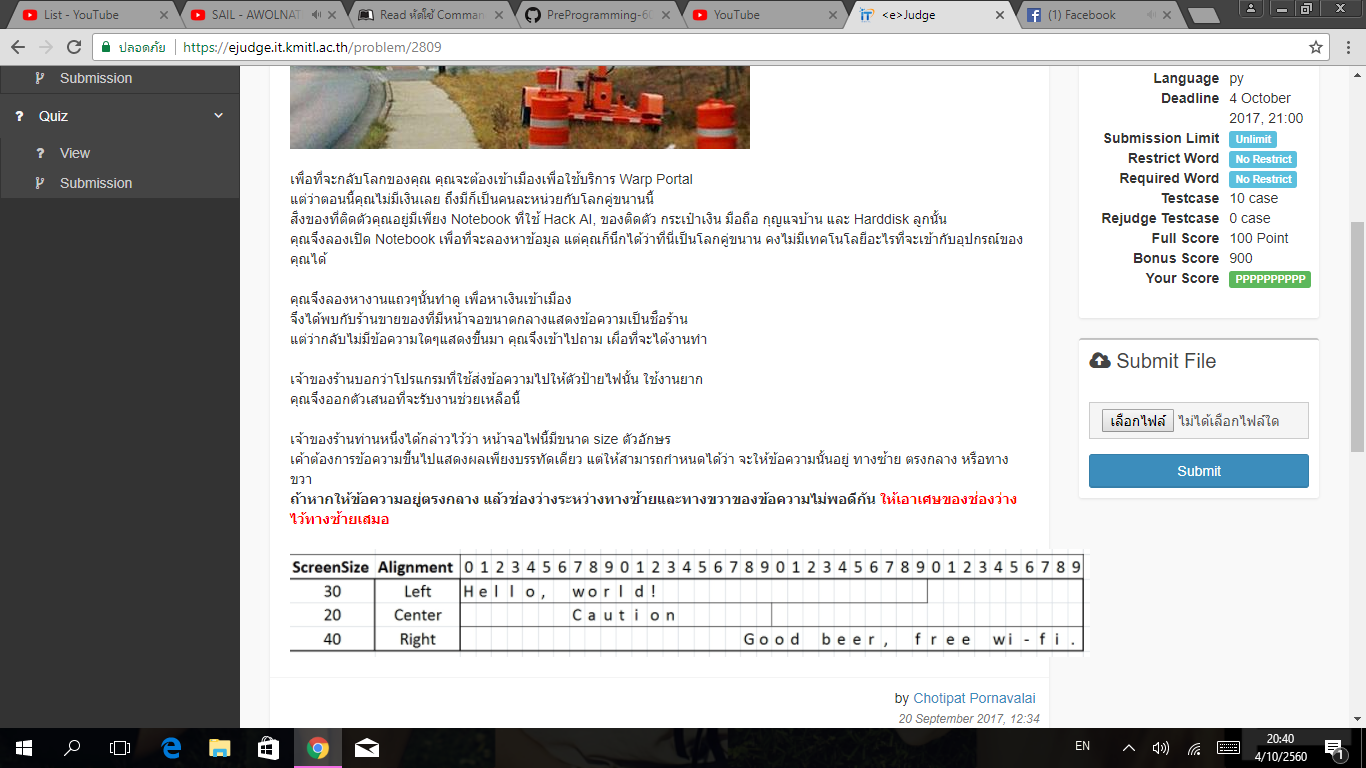 List - YouTube
SAIL - AWOLNAT
Read หัดใช้ Comman
PreProgramming-60
YouTube
<e>Judge
(1) Facebook
ปลอดภัย
https://ejudge.it.kmitl.ac.th/problem/2809
Submission
Quiz
View
Submission
เพื่อที่จะกลับโลกของคุณ คุณจะต้องเข้าเมืองเพื่อใช้บริการ Warp Portal
แต่ว่าตอนนี้คุณไม่มีเงินเลย ถึงมีก็เป็นคนละหน่วยกับโลกคู่ขนานนี้
สิ่งของที่ติดตัวคุณอยู่มีเพียง Notebook ที่ใช้ Hack AI, ของติดตัว กระเป๋าเงิน มือถือ กุญแจบ้าน และ Harddisk ลูกนั้น
คุณจึงลองเปิด Notebook เพื่อที่จะลองหาข้อมูล แต่คุณก็นึกได้ว่าที่นี่เป็นโลกคู่ขนาน คงไม่มีเทคโนโลยีอะไรที่จะเข้ากับอุปกรณ์ของ
คุณได้
คุณจึงลองหางานแถวๆนั้นทำดู เพื่อหาเงินเข้าเมือง
จึงได้พบกับร้านขายของที่มีหน้าจอขนาดกลางแสดงข้อความเป็นชื่อร้าน
แต่ว่ากลับไม่มีข้อความใดๆแสดงขึ้นมา คุณจึงเข้าไปถาม เผื่อที่จะได้งานทำ
เจ้าของร้านบอกว่าโปรแกรมที่ใช้ส่งข้อความไปให้ตัวป้ายไฟนั้น ใช้งานยาก
คุณจึงออกตัวเสนอที่จะรับงานช่วยเหลือนี้
เจ้าของร้านท่านหนึ่งได้กล่าวไว้ว่า หน้าจอไฟนี้มีขนาด size ตัวอักษร
เค้าต้องการข้อความขึ้นไปแสดงผลเพียงบรรทัดเดียว แต่ให้สามารถกำหนดได้ว่า จะให้ข้อความนั้นอยู่ ทางซ้าย ตรงกลาง หรือทาง
ขวา
ถ้าหากให้ข้อความอยู่ตรงกลาง แล้วช่องว่างระหว่างทางซ้ายและทางขวาของข้อความไม่พอดีกัน ให้เอาเศษของช่องว่าง
ไว้ทางซ้ายเสมอ
ScreenSize Alignment 0 1 2 3 4 5 6 7 8 9 0 1 2 3 4 5 6 7 8 9 0 1 2 3 4 5 6 7 8 9 0 1 2 3 4 5 6 7 8 9
30 Left Hello, world!
20 Center Caution
40 Right Good beer, free wi-fi.
by Chotipat Pornavalai
20 September 2017, 12:34
Language py
Deadline 4 October
2017, 21:00
Submission Limit Unlimit
Restrict Word No Restrict
Required Word No Restrict
Testcase 10 case
Rejudge Testcase 0 case
Full Score 100 Point
Bonus Score 900
Your Score PPPPPPPPPP
Submit File
เลือกไฟล์ ไม่ได้เลือกไฟล์ใด
Submit
EN
20:40
4/10/2560
1